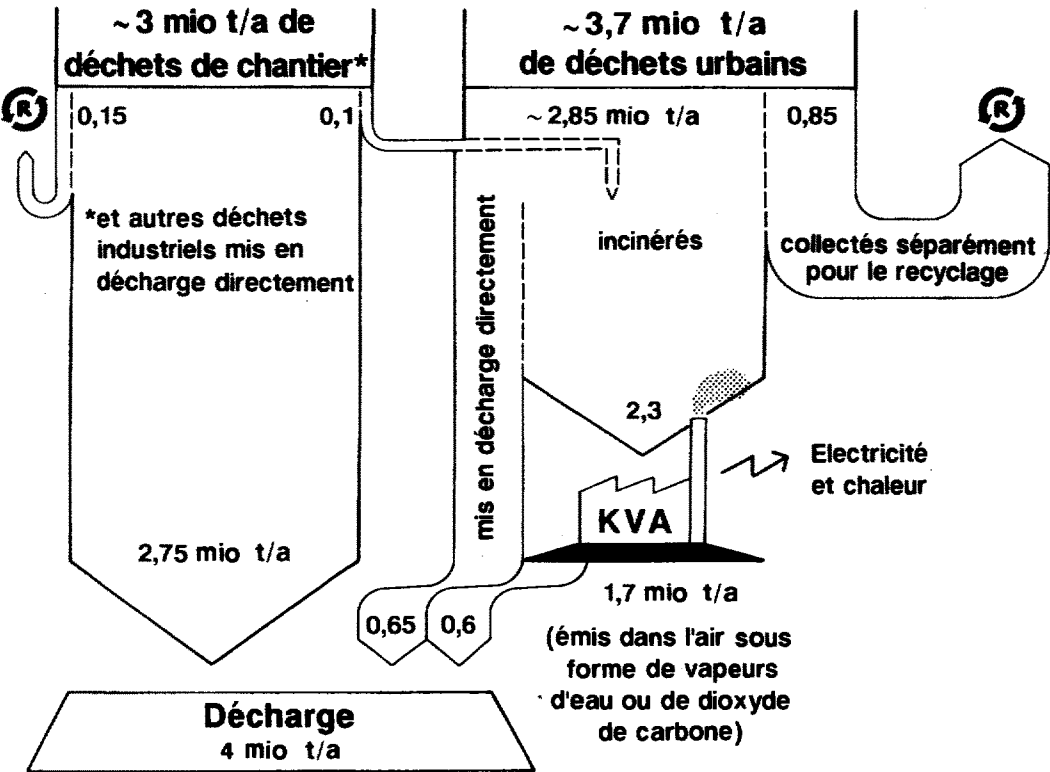 ~3 mio t/a de
déchets de chantier*
~3,7 mio t/a
de déchets urbains
R
0,15
0,1
~2,85 mio t/a
0,85
R
*et autres déchets
industriels mis en
décharge directement
mis en décharge directement
incinérés
collectés séparément
pour le recyclage
2,3
Electricité
et chaleur
KVA
2,75 mio t/a
1,7 mio t/a
0,65
0,6
(émis dans l'air sous
forme de vapeurs
d'eau ou de dioxyde
de carbone)
Décharge
4 mio t/a